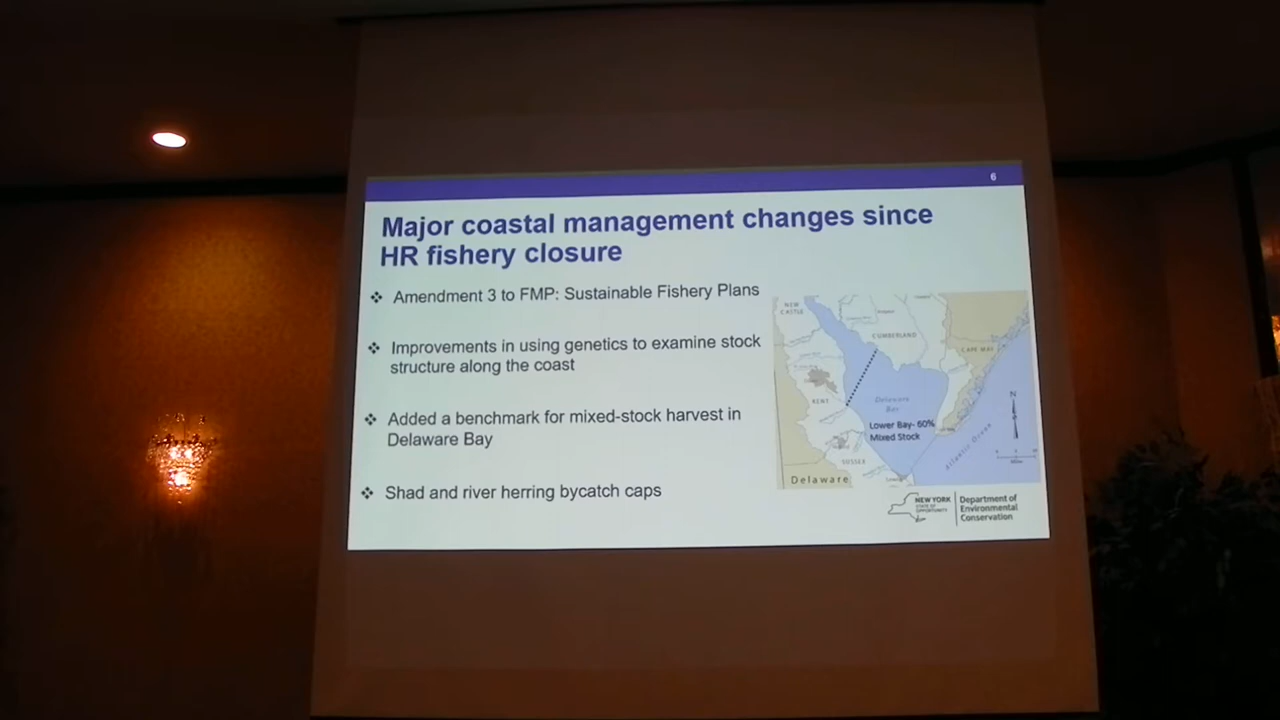 6
Major coastal management changes since
HR fishery closure
❖ Amendment 3 to FMP: Sustainable Fishery Plans
❖ Improvements in using genetics to examine stock
structure along the coast
❖ Added a benchmark for mixed-stock harvest in
Delaware Bay
❖ Shad and river herring bycatch caps
NEW
CASTLE
CUMBERLAND
CAPE MAY
KENT
Delaware
Bay
Lower Bay- 60%
Mixed Stock
N
Atlantic Ocean
SUSSEX
Delaware
NEW YORK
STATE OF
OPPORTUNITY
Department of
Environmental
Conservation